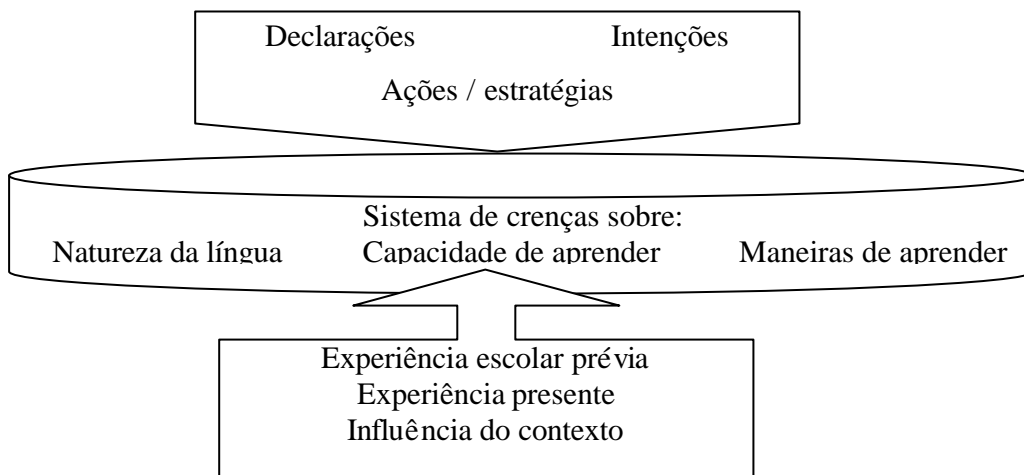 Declarações Intenções
Ações / estratégias
Sistema de crenças sobre:
Natureza da língua Capacidade de aprender Maneiras de aprender
Experiência escolar prévia
Experiência presente
Influência do contexto